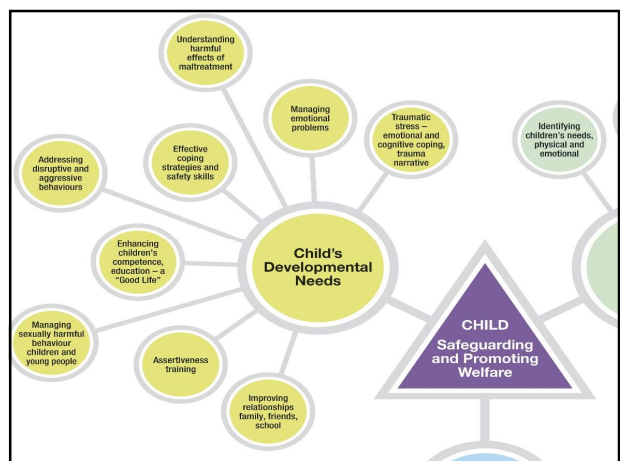 Understanding
harmful
effects of
maltreatment
Managing
emotional
problems
Traumatic
stress –
emotional and
cognitive coping,
trauma
narrative
Identifying
children's needs,
physical and
emotional
Addressing
disruptive and
aggressive
behaviours
Effective
coping
strategies and
safety skills
Enhancing
children's
competence,
education – a
"Good Life"
Child's
Developmental
Needs
Managing
sexually harmful
behaviour
children and
young people
Assertiveness
training
Improving
relationships
family, friends,
school
CHILD
Safeguarding
and Promoting
Welfare